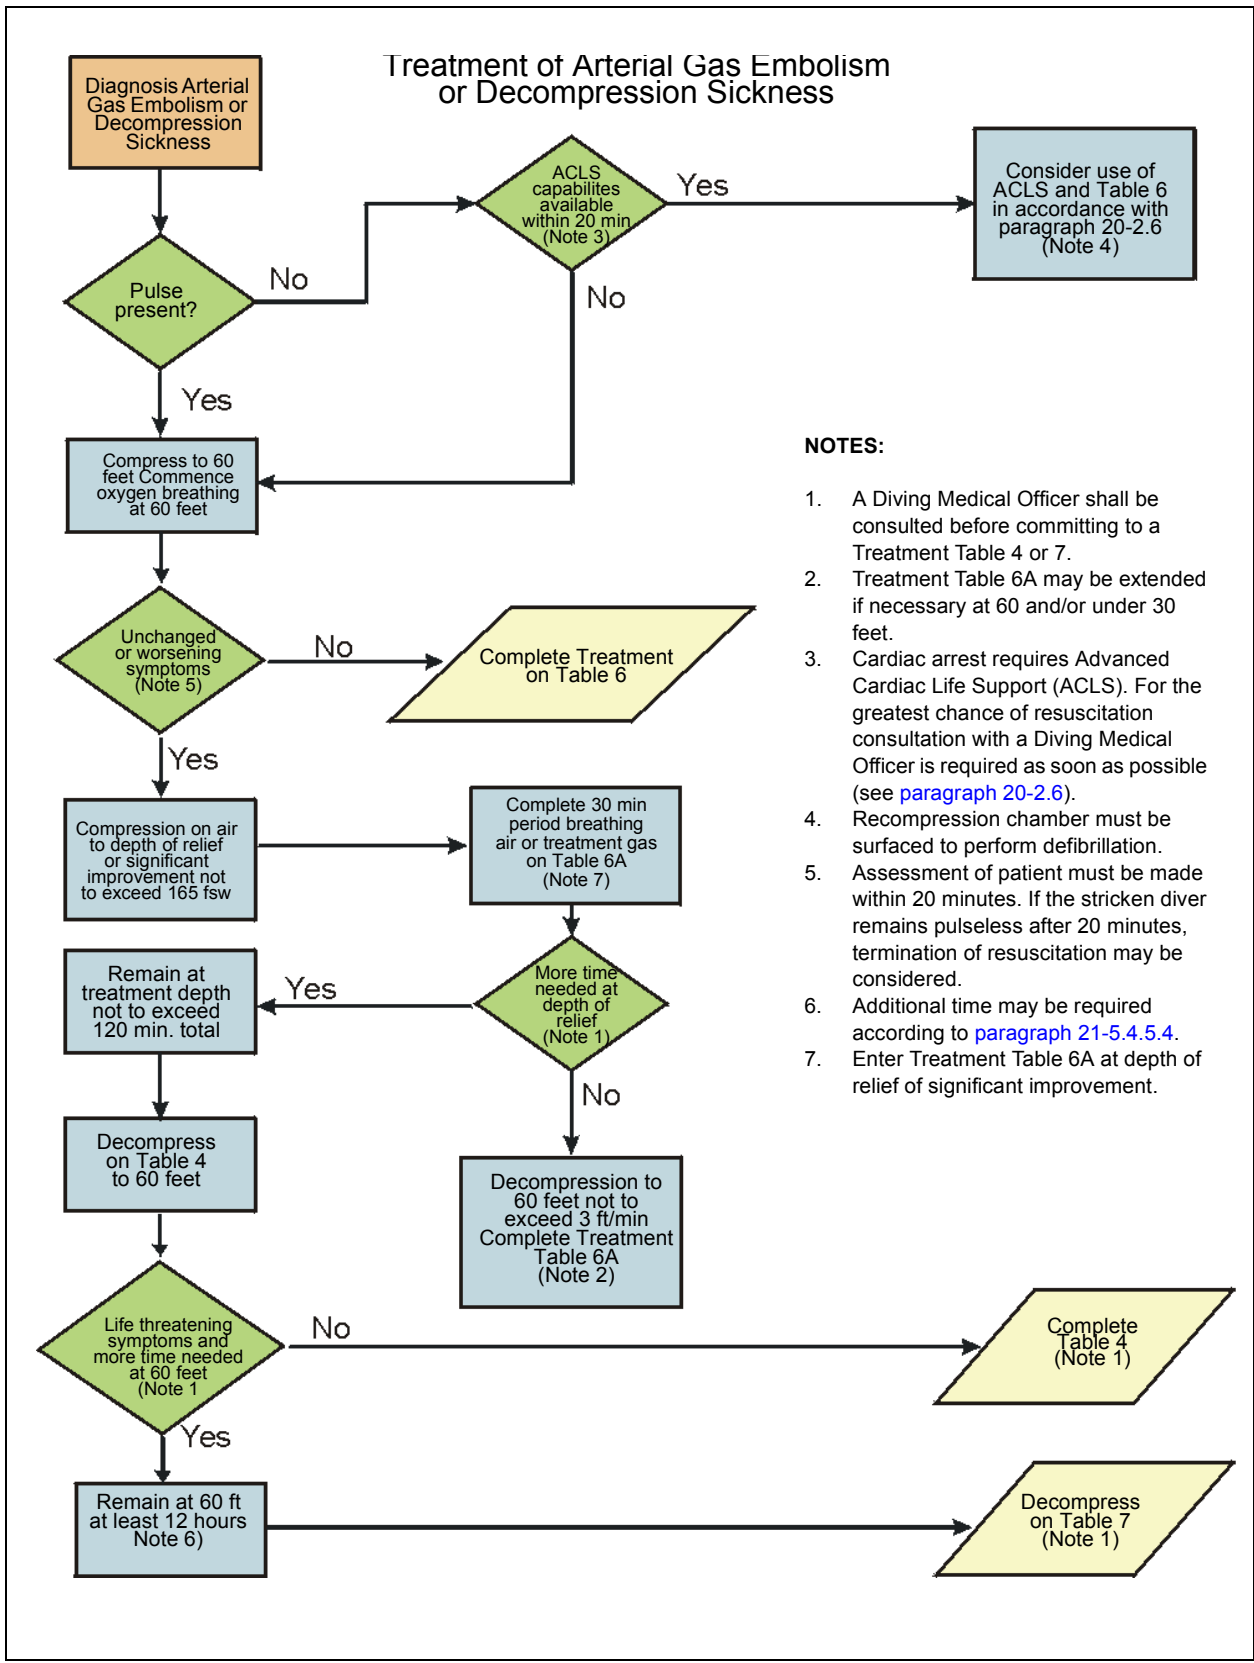 Treatment of Arterial Gas Embolism
or Decompression Sickness
Diagnosis Arterial
Gas Embolism or
Decompression
Sickness
Pulse
present?
No
Yes
ACLS
capabilites
available
within 20 min
(Note 3)
Yes
No
Consider use of
ACLS and Table 6
in accordance with
paragraph 20-2.6
(Note 4)
Compress to 60
feet Commence
oxygen breathing
at 60 feet
Unchanged
or worsening
symptoms
(Note 5)
No
Yes
Complete Treatment
on Table 6
Compression on air
to depth of relief
or significant
improvement not
to exceed 165 fsw
Complete 30 min
period breathing
air or treatment gas
on Table 6A
(Note 7)
More time
needed at
depth of
relief
(Note 1)
Yes
No
Remain at
treatment depth
not to exceed
120 min. total
Decompress
on Table 4
to 60 feet
Decompression to
60 feet not to
exceed 3 ft/min
Complete Treatment
Table 6A
(Note 2)
Life threatening
symptoms and
more time needed
at 60 feet
(Note 1
No
Yes
Complete
Table 4
(Note 1)
Remain at 60 ft
at least 12 hours
Note 6)
Decompress
on Table 7
(Note 1)
NOTES:
1. A Diving Medical Officer shall be
consulted before committing to a
Treatment Table 4 or 7.
2. Treatment Table 6A may be extended
if necessary at 60 and/or under 30
feet.
3. Cardiac arrest requires Advanced
Cardiac Life Support (ACLS). For the
greatest chance of resuscitation
consultation with a Diving Medical
Officer is required as soon as possible
(see paragraph 20-2.6).
4. Recompression chamber must be
surfaced to perform defibrillation.
5. Assessment of patient must be made
within 20 minutes. If the stricken diver
remains pulseless after 20 minutes,
termination of resuscitation may be
considered.
6. Additional time may be required
according to paragraph 21-5.4.5.4.
7. Enter Treatment Table 6A at depth of
relief of significant improvement.